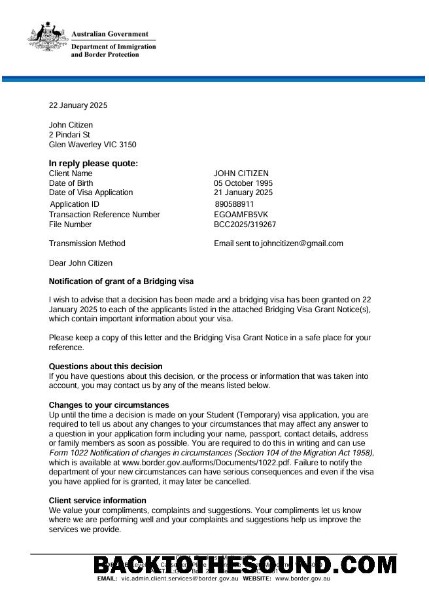 Australian Government
Department of Immigration
and Border Protection
22 January 2025
John Citizen
2 Pindari St
Glen Waverley VIC 3150
In reply please quote:
Client Name JOHN CITIZEN
Date of Birth 05 October 1995
Date of Visa Application 21 January 2025
Application ID 890588911
Transaction Reference Number EGOAMFB5VK
File Number BCC2025/319267
Transmission Method Email sent to johncitizen@gmail.com
Dear John Citizen
Notification of grant of a Bridging visa
I wish to advise that a decision has been made and a bridging visa has been granted on 22
January 2025 to each of the applicants listed in the attached Bridging Visa Grant Notice(s),
which contain important information about your visa.
Please keep a copy of this letter and the Bridging Visa Grant Notice in a safe place for your
reference.
Questions about this decision
If you have questions about this decision, or the process or information that was taken into
account, you may contact us by any of the means listed below.
Changes to your circumstances
Up until the time a decision is made on your Student (Temporary) visa application, you are
required to tell us about any changes to your circumstances that may affect any answer to
a question in your application form including your name, passport, contact details, address
or family members as soon as possible. You are required to do this in writing and can use
Form 1022 Notification of changes in circumstances (Section 104 of the Migration Act 1958),
which is available at www.border.gov.au/forms/Documents/1022.pdf. Failure to notify the
department of your new circumstances can have serious consequences and even if the visa
you have applied for is granted, it may later be cancelled.
Client service information
We value your compliments, complaints and suggestions. Your compliments let us know
where we are performing well and your complaints and suggestions help us improve the
services we provide.
BACKTOTHESOUND.COM
EMAIL: vic.admin.client.services@border.gov.au WEBSITE: www.border.gov.au